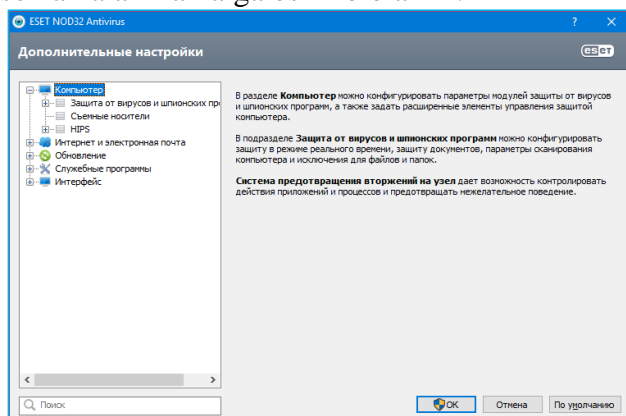 ESET NOD32 Antivirus
Дополнительные настройки
eset
Компьютер
Защита от вирусов и шпионских пр
Съемные носители
HIPS
Интернет и электронная почта
Обновление
Служебные программы
Интерфейс
В разделе Компьютер можно конфигурировать параметры модулей защиты от вирусов
и шпионских программ, а также задать расширенные элементы управления защитой
компьютера.
В подразделе Защита от вирусов и шпионских программ можно конфигурировать
защиту в режиме реального времени, защиту документов, параметры сканирования
компьютера и исключения для файлов и папок.
Система предотвращения вторжений на узел дает возможность контролировать
действия приложений и процессов и предотвращать нежелательное поведение.
Поиск
OK Отмена По умолчанию